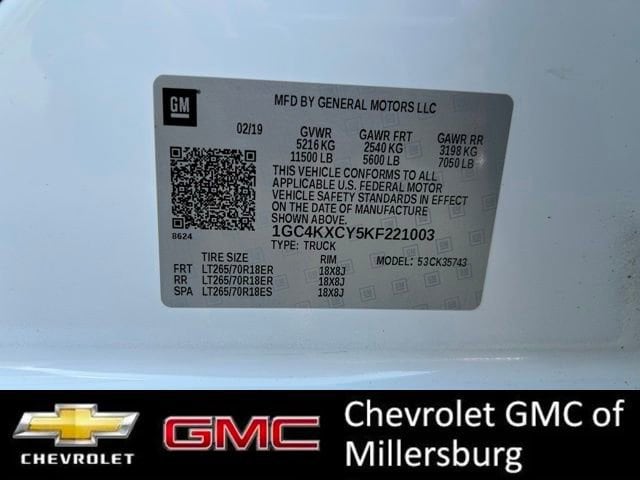 GM
MFD BY GENERAL MOTORS LLC
02/19 GVWR GAWR FRT GAWR RR
5216 KG 2540 KG 3198 KG
11500 LB 5600 LB 7050 LB
THIS VEHICLE CONFORMS TO ALL
APPLICABLE U.S. FEDERAL MOTOR
VEHICLE SAFETY STANDARDS IN EFFECT
ON THE DATE OF MANUFACTURE
SHOWN ABOVE.
8624
1GC4KXCY5KF221003
TYPE: TRUCK
TIRE SIZE RIM MODEL: 53CK35743
FRT LT265/70R18ER 18X8J
RR LT265/70R18ER 18X8J
SPA LT265/70R18ES 18X8J
CHEVROLET
GMC
Chevrolet GMC of
Millersburg